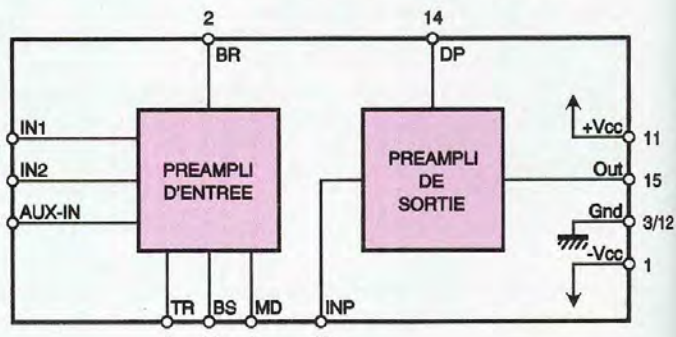 2
14
BR
DP
IN1
IN2
AUX-IN
PREAMPLI
D'ENTREE
PREAMPLI
DE
SORTIE
+Vcc
11
Out
15
Gnd
3/12
-Vcc
1
TR
BS
MD
INP